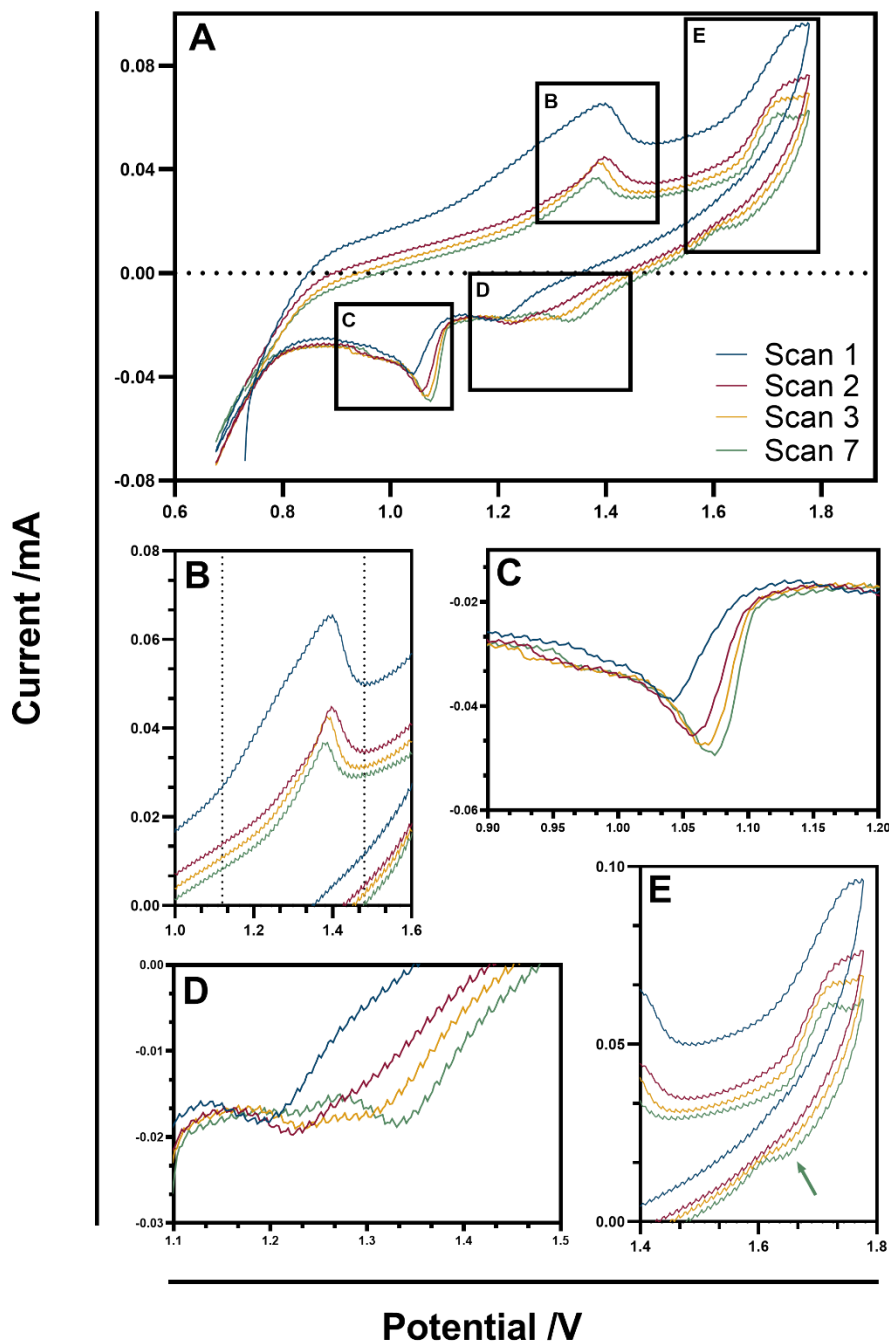 A
B
E
C
D
0.08
0.04
0.00
-0.04
-0.08
0.6 0.8 1.0 1.2 1.4 1.6 1.8
Scan 1
Scan 2
Scan 3
Scan 7
B
0.08
0.06
0.04
0.02
0.00
1.0 1.2 1.4 1.6
C
-0.02
-0.04
-0.06
0.90 0.95 1.00 1.05 1.10 1.15 1.20
D
0.00
-0.01
-0.02
-0.03
1.1 1.2 1.3 1.4 1.5
E
0.10
0.05
0.00
1.4 1.6 1.8
Current /mA
Potential /V